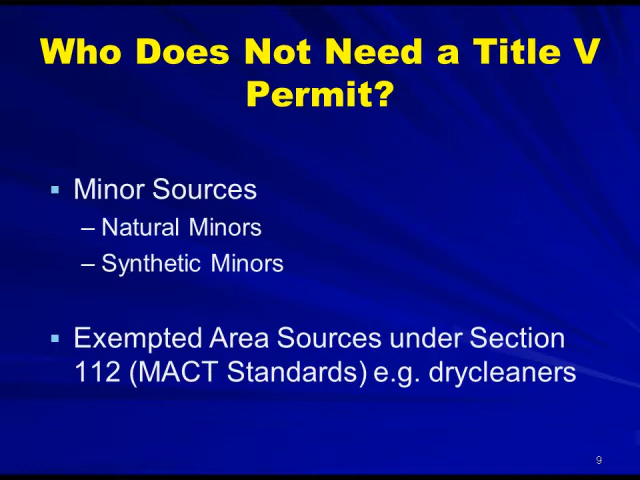 Who Does Not Need a Title V
Permit?
▪ Minor Sources
– Natural Minors
– Synthetic Minors
▪ Exempted Area Sources under Section
112 (MACT Standards) e.g. drycleaners
9